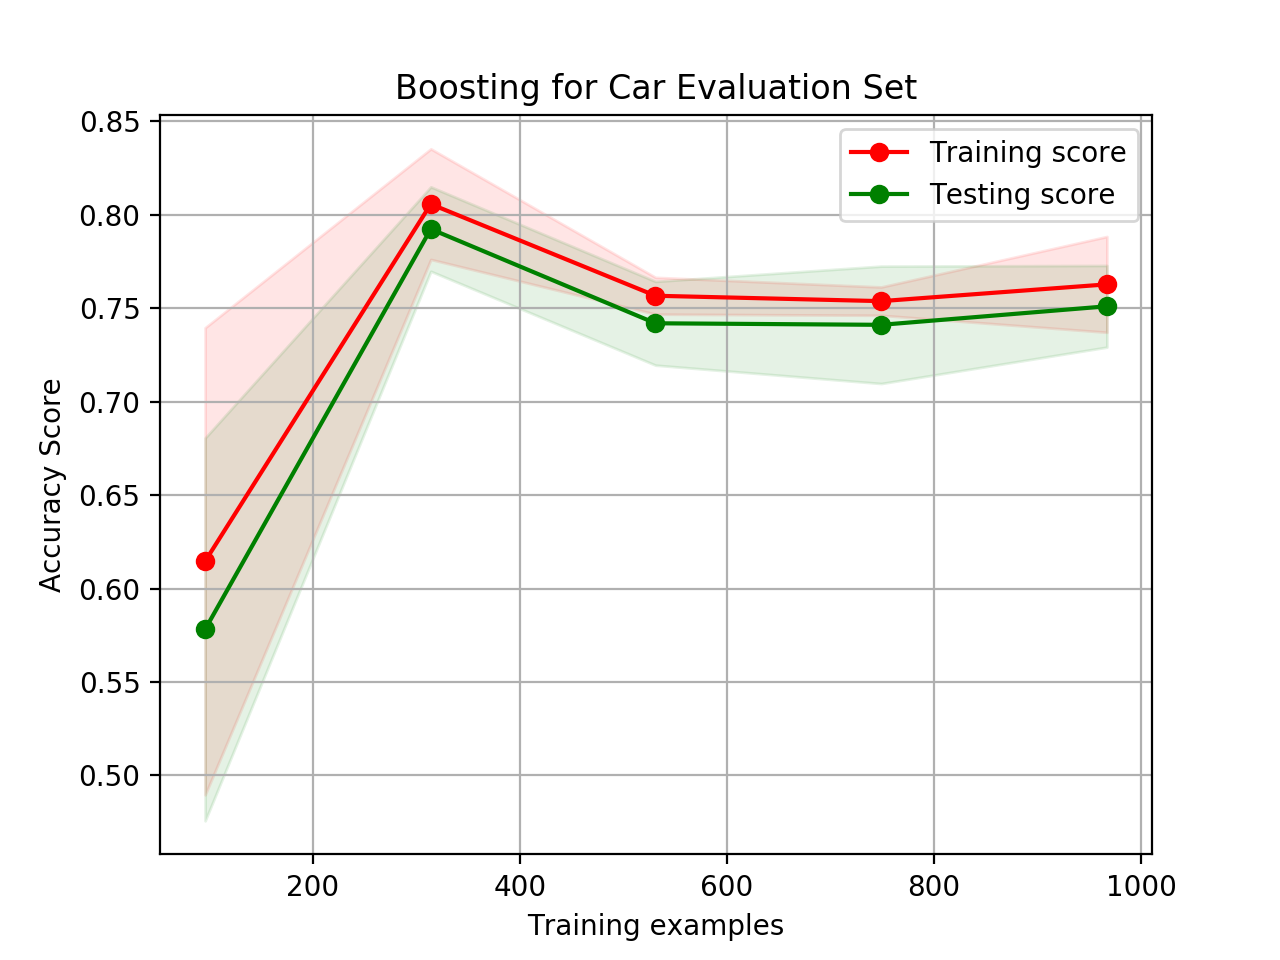 Boosting for Car Evaluation Set
Training score
Testing score
Accuracy Score
0.85
0.80
0.75
0.70
0.65
0.60
0.55
0.50
200 400 600 800 1000
Training examples